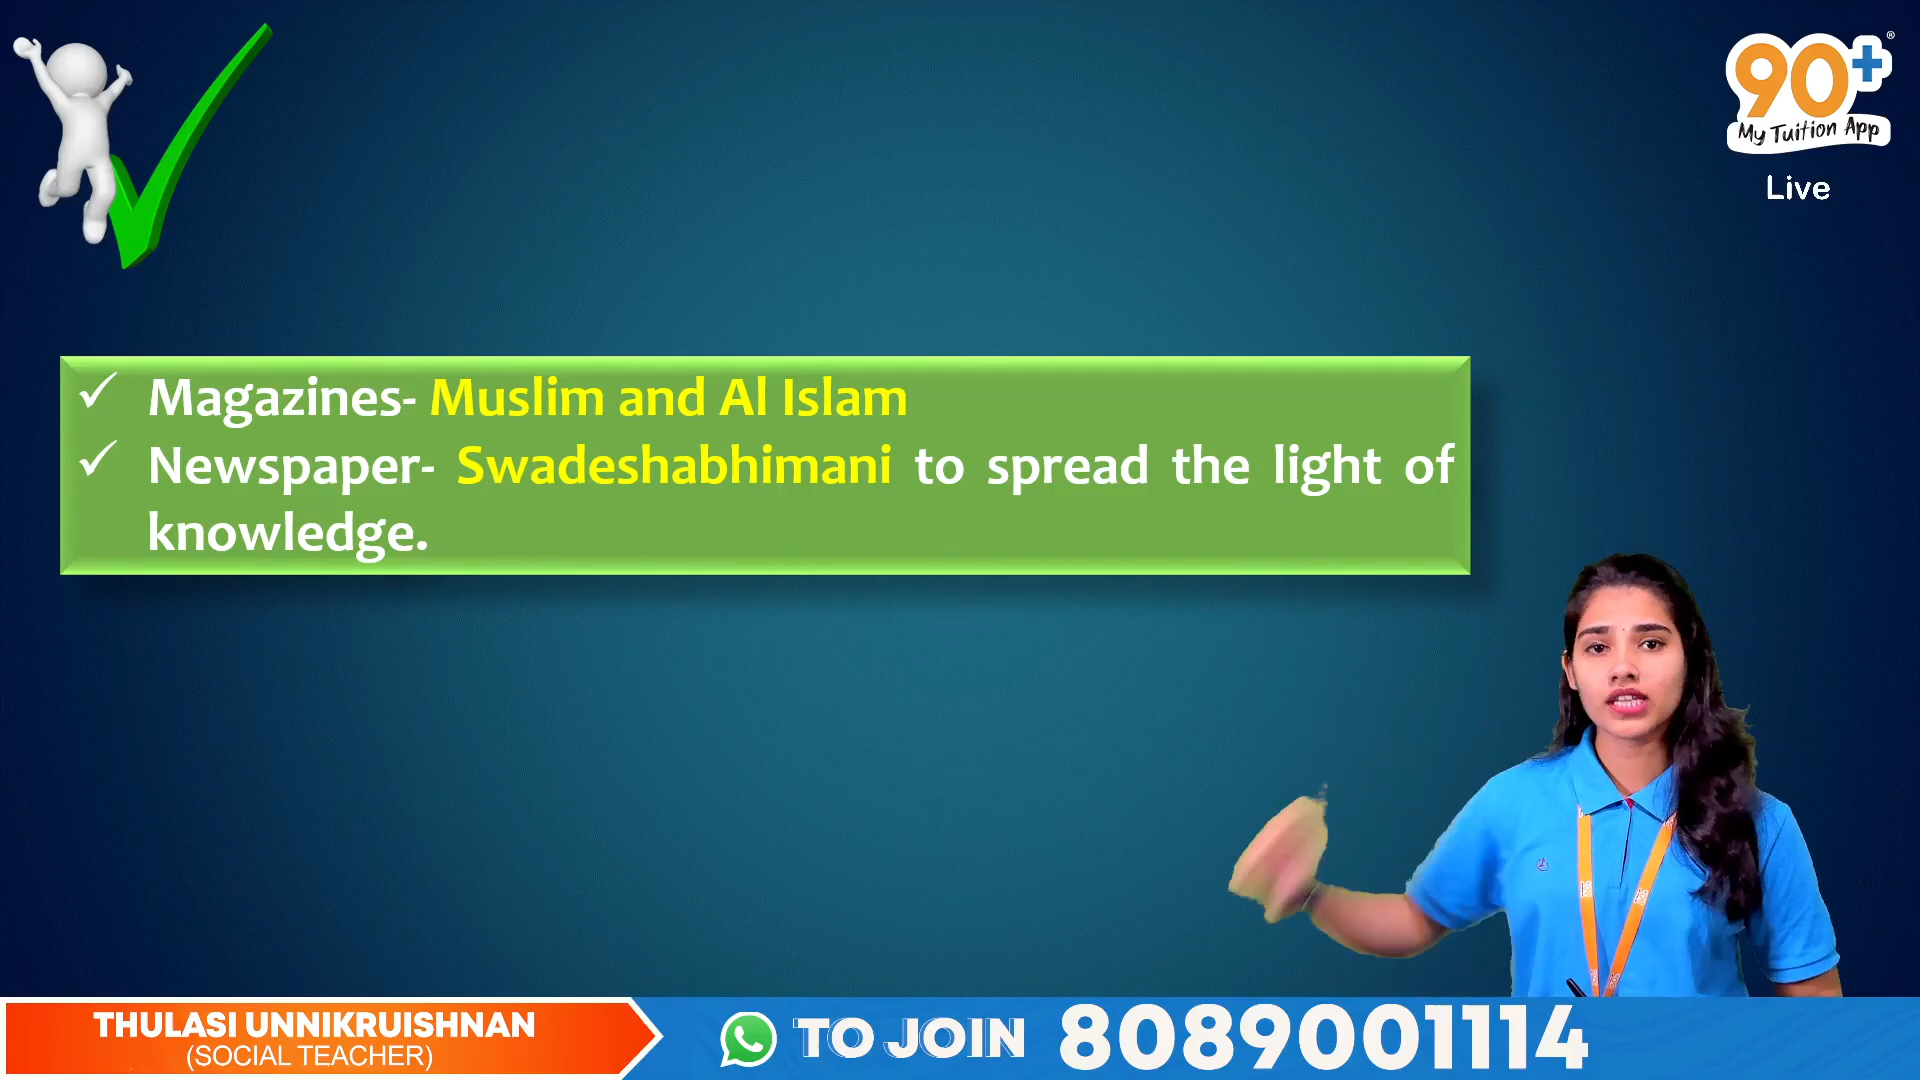 90+
®
My Tuition App
Live
✓ Magazines- Muslim and Al Islam
✓ Newspaper- Swadeshabhimani to spread the light of
knowledge.
THULASI UNNIKRUISHNAN
(SOCIAL TEACHER)
TO JOIN 8089001114